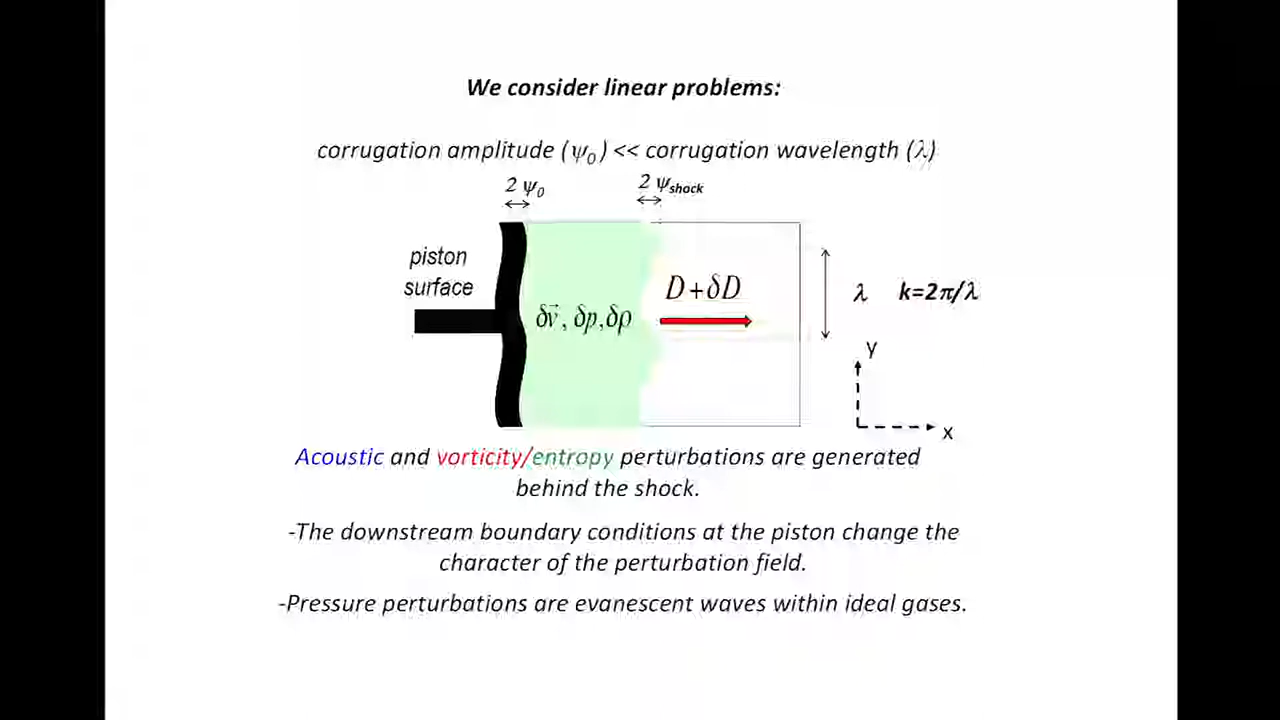 We consider linear problems:
corrugation amplitude (ψ₀) << corrugation wavelength (λ)
2 ψ₀
2 ψshock
piston
surface
δv⃗, δp,δρ
D+δD
λ k=2π/λ
y
x
Acoustic and vorticity/entropy perturbations are generated
behind the shock.
-The downstream boundary conditions at the piston change the
character of the perturbation field.
-Pressure perturbations are evanescent waves within ideal gases.